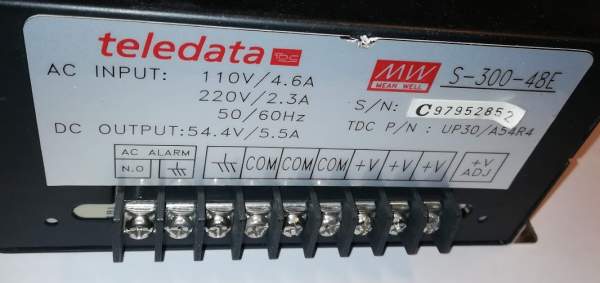 teledata TDC
AC INPUT: 110V/4.6A
220V/2.3A
50/60Hz
DC OUTPUT: 54.4V/5.5A
MW
MEAN WELL
S-300-48E
S/N: C97952852
TDC P/N : UP30/A54R4
AC ALARM
N.O
COM COM COM +V +V +V
+V
ADJ